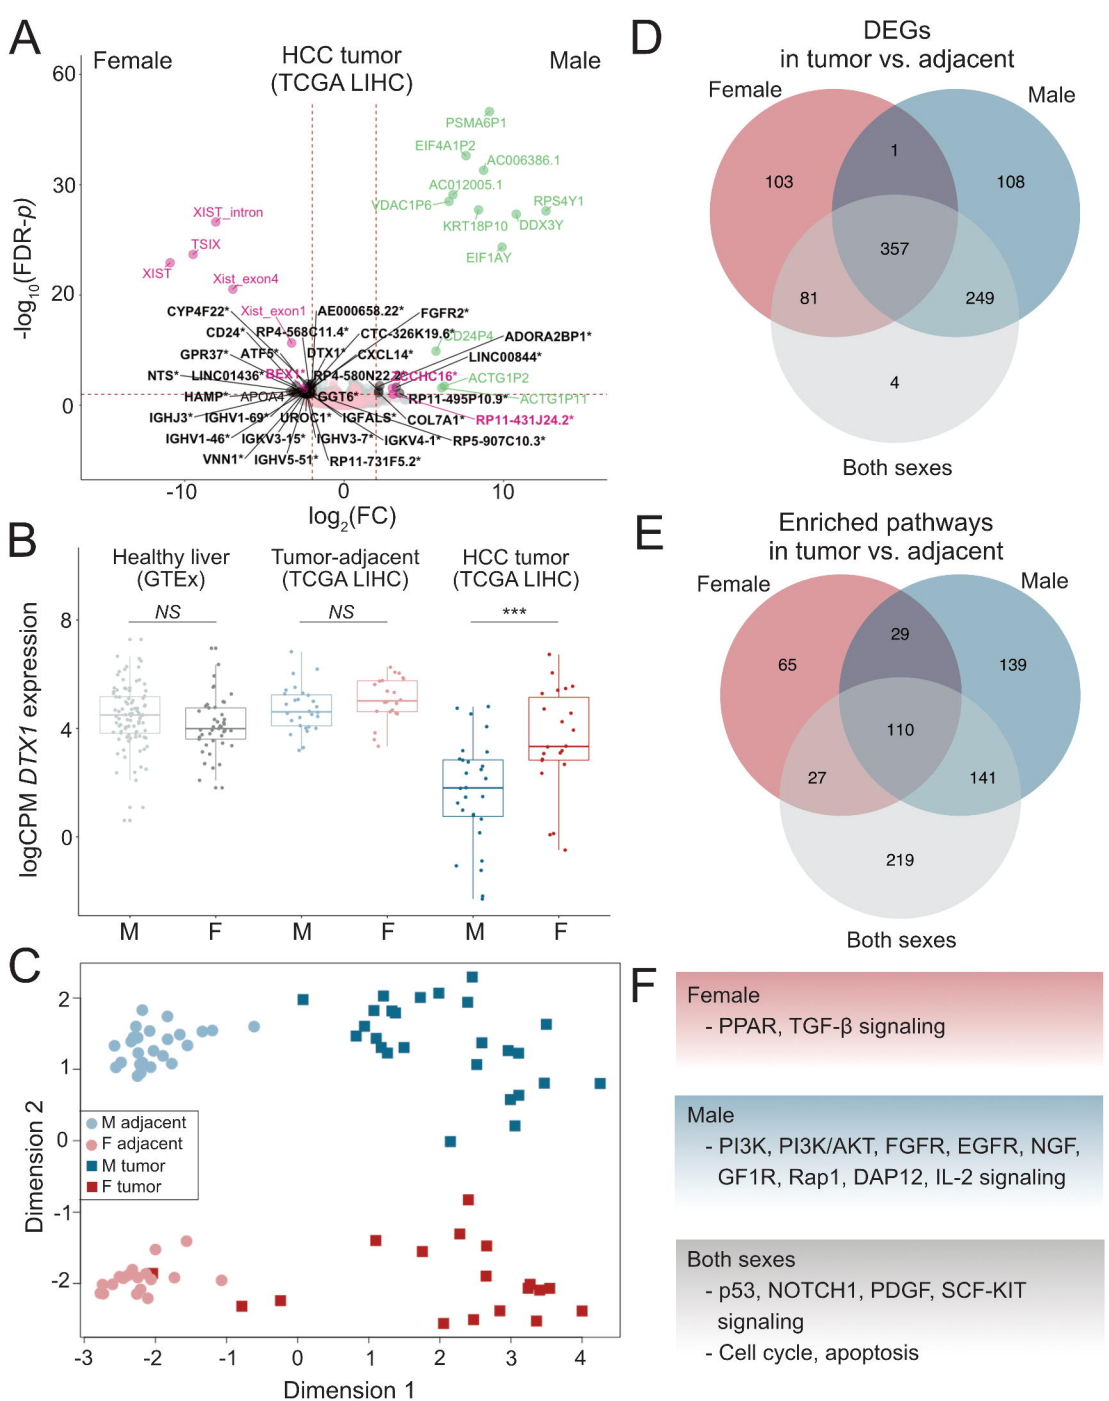 A
Female
HCC tumor
(TCGA LIHC)
Male
60
30
20
0
-log10(FDR-p)
PSMA6P1
EIF4A1P2
AC006386.1
AC012005.1
VDAC1P6
RPS4Y1
KRT18P10
DDX3Y
EIF1AY
XIST_intron
TSIX
XIST
Xist_exon4
CYP4F22*
Xist_exon1
AE000658.22*
FGFR2*
CD24*
RP4-568C11.4*
CTC-326K19.6*
CD24P4
ADORA2BP1*
GPR37*
ATF5*
DTX1*
CXCL14*
LINC00844*
NTS*
LINC01436*
BEX1*
RP4-580N22.2*
ZCCHC16*
ACTG1P2
HAMP*
APOA4
GGT6*
RP11-495P10.9*
ACTG1P11
IGHJ3*
IGHV1-69*
UROC1*
IGFALS*
COL7A1*
RP11-431J24.2*
IGHV1-46*
IGKV3-15*
IGHV3-7*
IGKV4-1*
RP5-907C10.3*
VNN1*
IGHV5-51*
RP11-731F5.2*
-10
0
10
log2(FC)
B
Healthy liver
(GTEx)
Tumor-adjacent
(TCGA LIHC)
HCC tumor
(TCGA LIHC)
NS
NS
***
8
4
0
logCPM DTX1 expression
M
F
M
F
M
F
C
2
1
0
-1
-2
Dimension 2
M adjacent
F adjacent
M tumor
F tumor
-3
-2
-1
0
1
2
3
4
Dimension 1
D
DEGs
in tumor vs. adjacent
Female
Male
1
103
108
357
81
249
4
Both sexes
E
Enriched pathways
in tumor vs. adjacent
Female
Male
29
65
139
110
27
141
219
Both sexes
F
Female
- PPAR, TGF-β signaling
Male
- PI3K, PI3K/AKT, FGFR, EGFR, NGF,
GF1R, Rap1, DAP12, IL-2 signaling
Both sexes
- p53, NOTCH1, PDGF, SCF-KIT
signaling
- Cell cycle, apoptosis